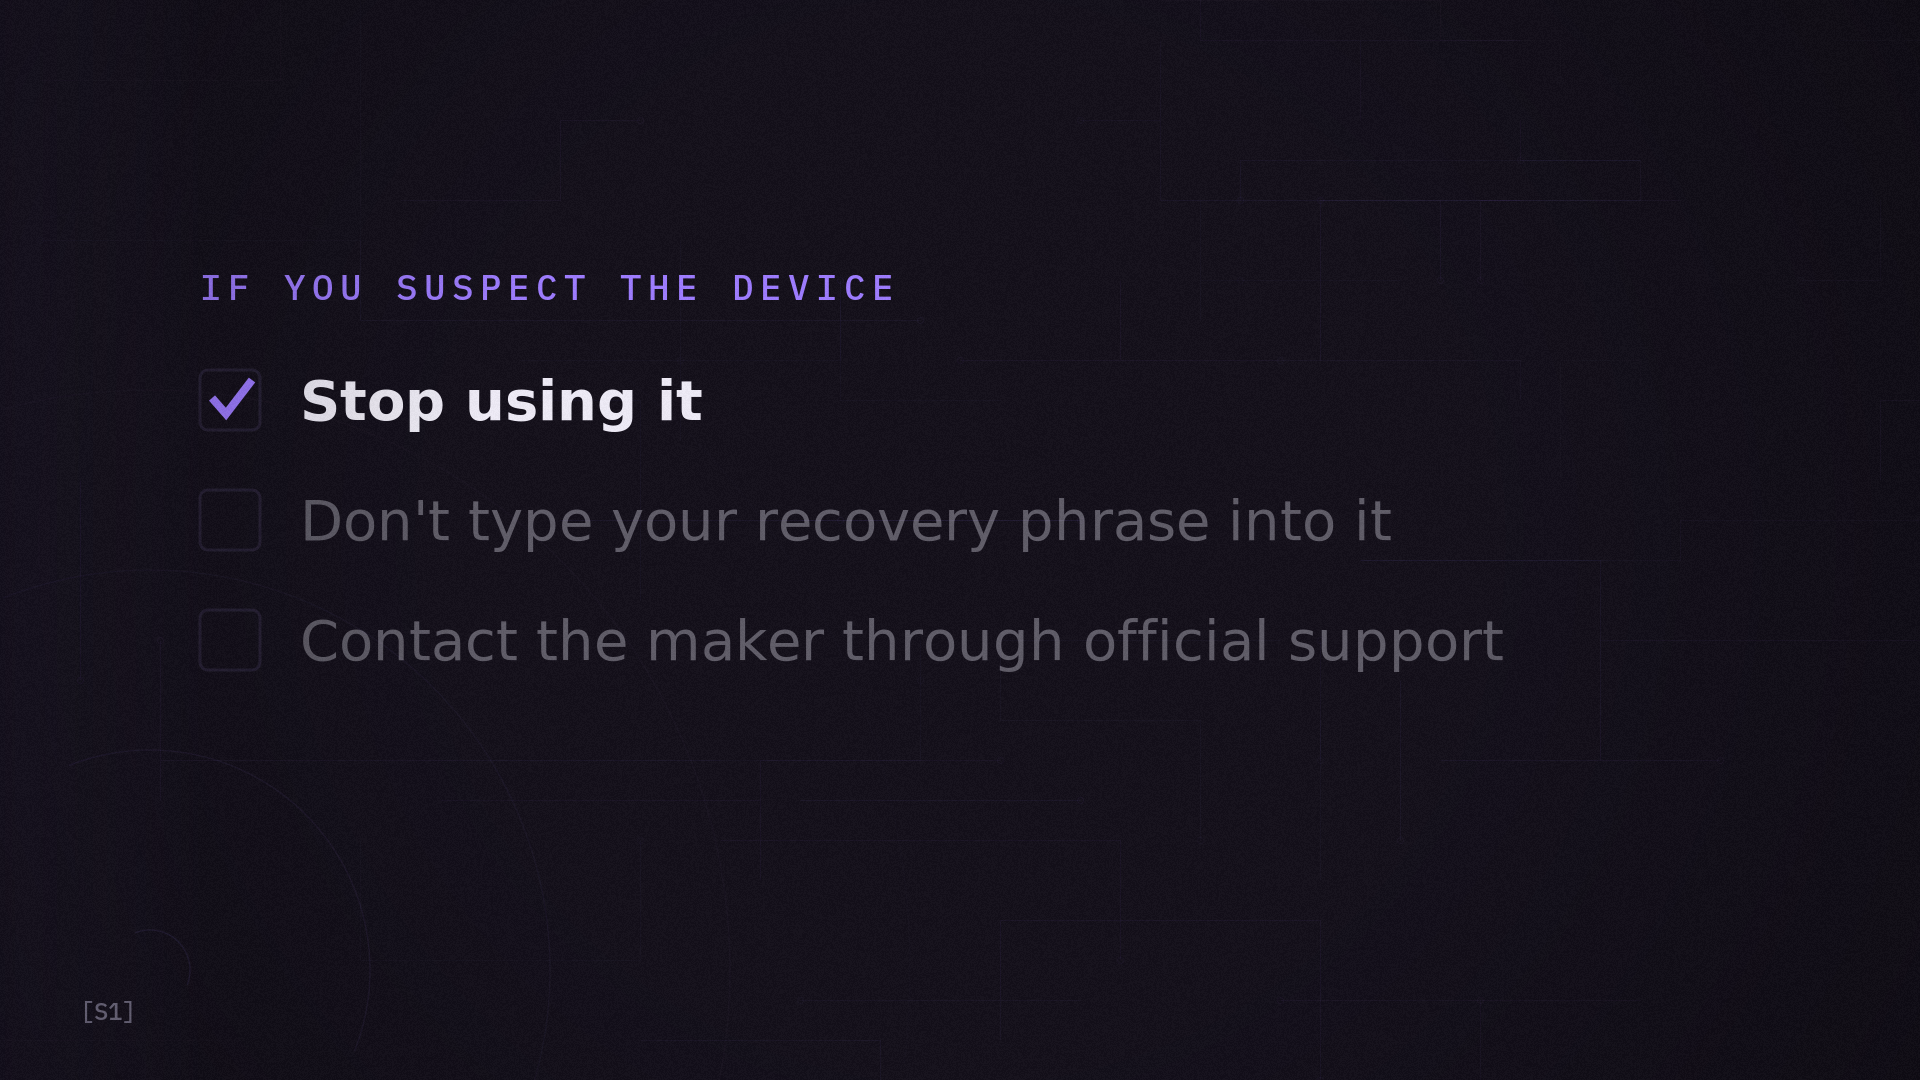 IF YOU SUSPECT THE DEVICE
Stop using it
Don't type your recovery phrase into it
Contact the maker through official support
[S1]